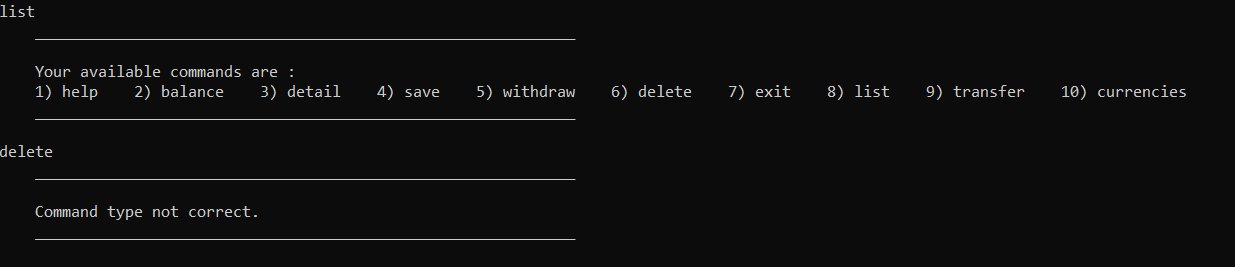 list
____________________________________________________________
Your available commands are :
1) help    2) balance    3) detail    4) save    5) withdraw    6) delete    7) exit    8) list    9) transfer    10) currencies
____________________________________________________________
delete
____________________________________________________________
Command type not correct.
____________________________________________________________